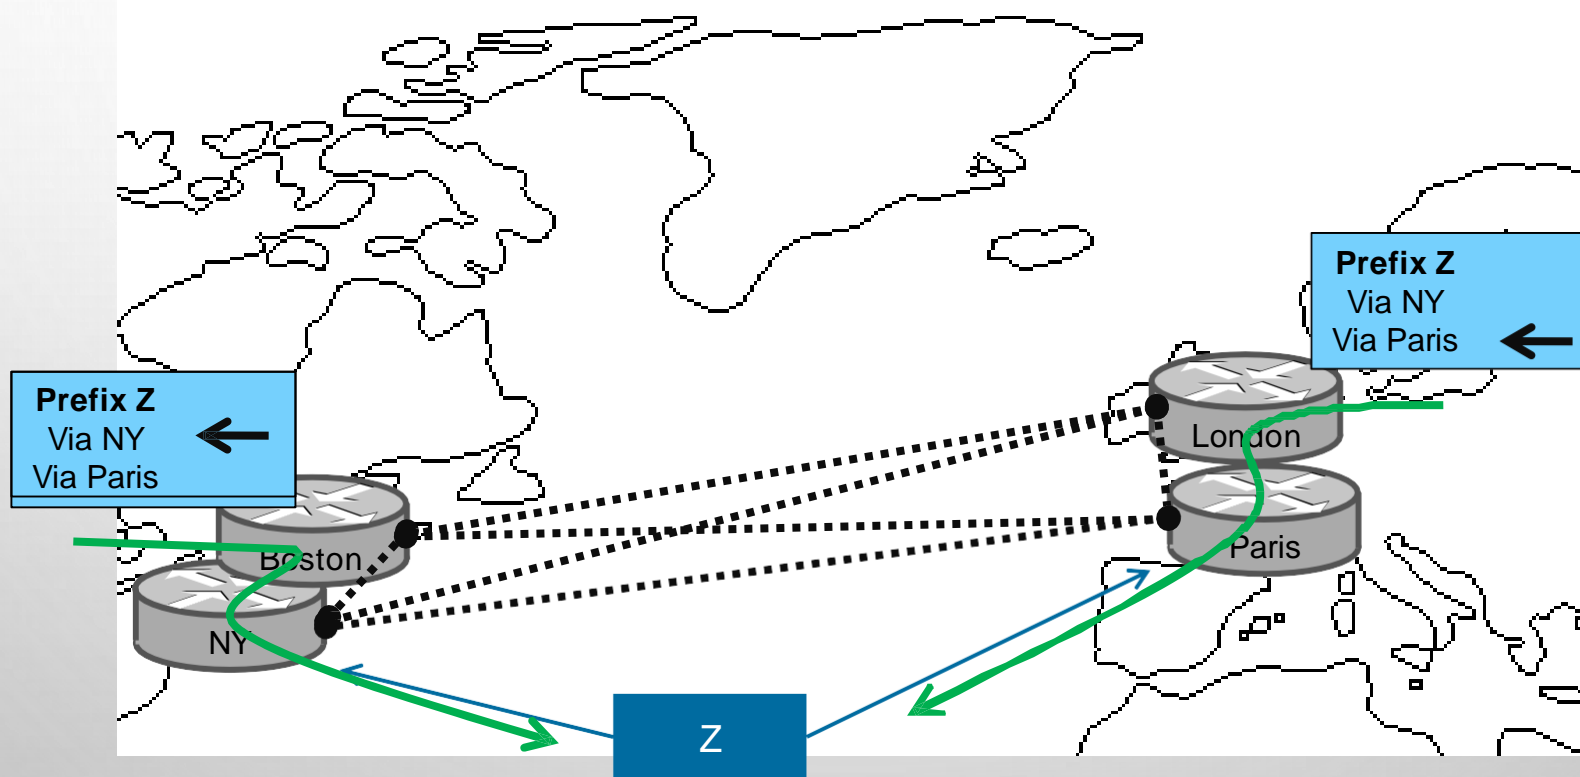 Prefix Z
Via NY
Via Paris
Prefix Z
Via NY
Via Paris
London
Boston
Paris
NY
Z